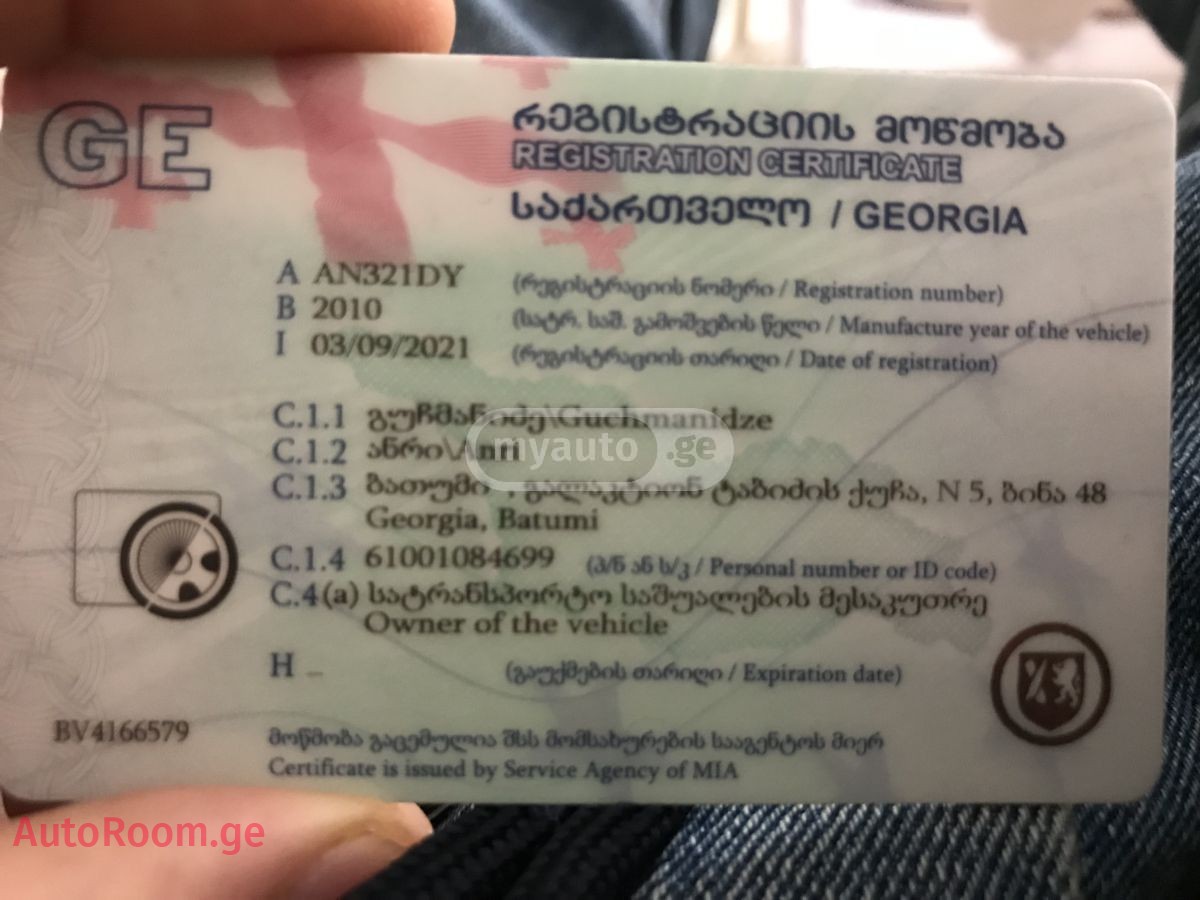 GE
რეგისტრაციის მოწმობა
REGISTRATION CERTIFICATE
საქართველო / GEORGIA
A AN321DY (რეგისტრაციის ნომერი / Registration number)
B 2010 (სატრ. საშ. გამოშვების წელი / Manufacture year of the vehicle)
I 03/09/2021 (რეგისტრაციის თარიღი / Date of registration)
C.1.1 გუჩმანიძე\Guchmanidze
C.1.2 ანრი\Anri
myauto.ge
C.1.3 ბათუმი , გალაკტიონ ტაბიძის ქუჩა, N 5, ბინა 48
Georgia, Batumi
C.1.4 61001084699 (პ/ნ ან ს/კ / Personal number or ID code)
C.4(a) სატრანსპორტო საშუალების მესაკუთრე
Owner of the vehicle
H _ (გაუქმების თარიღი / Expiration date)
BV4166579
მოწმობა გაცემულია შსს მომსახურების სააგენტოს მიერ
Certificate is issued by Service Agency of MIA
AutoRoom.ge